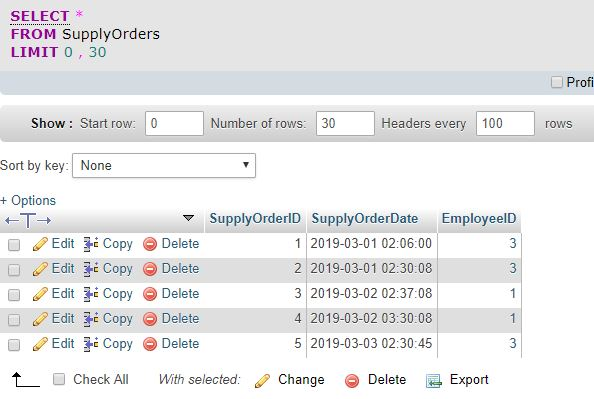 SELECT *
FROM SupplyOrders
LIMIT 0 , 30
Profi
Show : Start row: 0 Number of rows: 30 Headers every 100 rows
Sort by key: None
+ Options
SupplyOrderID SupplyOrderDate EmployeeID
Edit Copy Delete 1 2019-03-01 02:06:00 3
Edit Copy Delete 2 2019-03-01 02:30:08 3
Edit Copy Delete 3 2019-03-02 02:37:08 1
Edit Copy Delete 4 2019-03-02 03:30:08 1
Edit Copy Delete 5 2019-03-03 02:30:45 3
Check All With selected: Change Delete Export